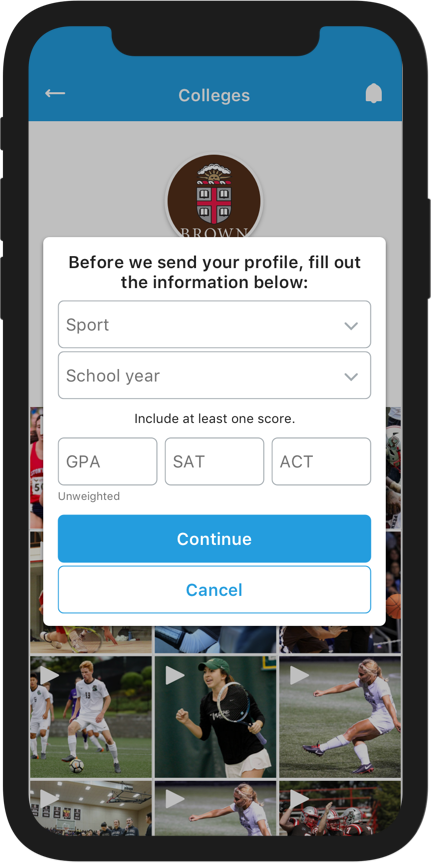 Colleges
BROWN
Before we send your profile, fill out
the information below:
Sport
School year
Include at least one score.
GPA
SAT
ACT
Unweighted
Continue
Cancel